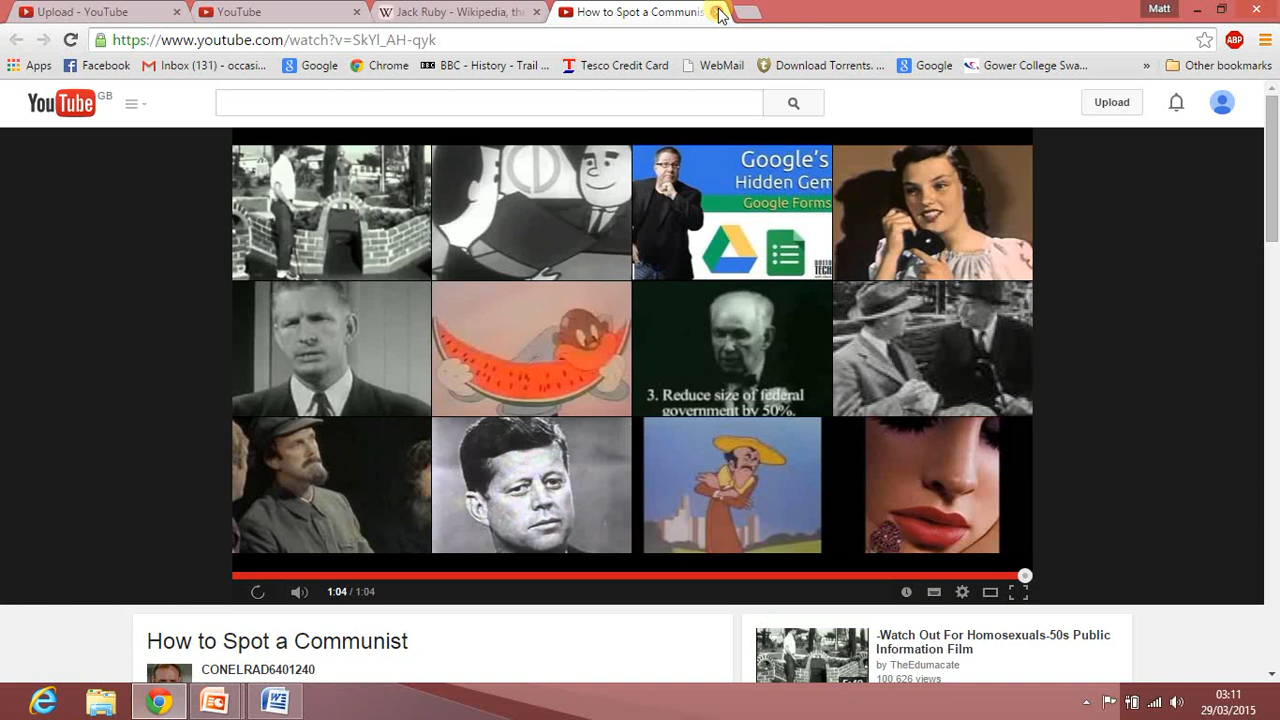 Upload - YouTube
YouTube
Jack Ruby - Wikipedia, the
How to Spot a Communis
Matt
https://www.youtube.com/watch?v=SkYl_AH-qyk
ABP
Apps
Facebook
Inbox (131) - occasi...
Google
Chrome
BBC - History - Trail ...
Tesco Credit Card
WebMail
Download Torrents. ...
Google
Gower College Swa...
»
Other bookmarks
YouTube GB
Upload
Google's
Hidden Gem
Google Forms
3. Reduce size of federal
government by 50%.
1:04 / 1:04
How to Spot a Communist
CONELRAD6401240
-Watch Out For Homosexuals-50s Public
Information Film
by TheEdumacate
100,626 views
03:11
29/03/2015